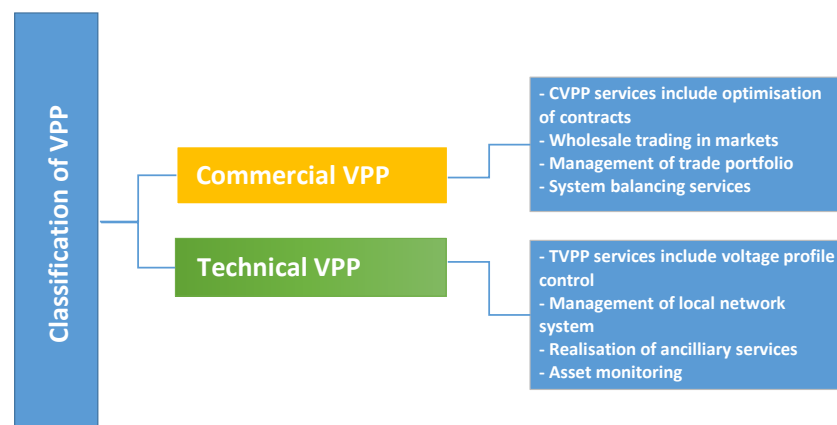 Classification of VPP
Commercial VPP
- CVPP services include optimisation
of contracts
- Wholesale trading in markets
- Management of trade portfolio
- System balancing services
Technical VPP
- TVPP services include voltage profile
control
- Management of local network
system
- Realisation of ancilliary services
- Asset monitoring